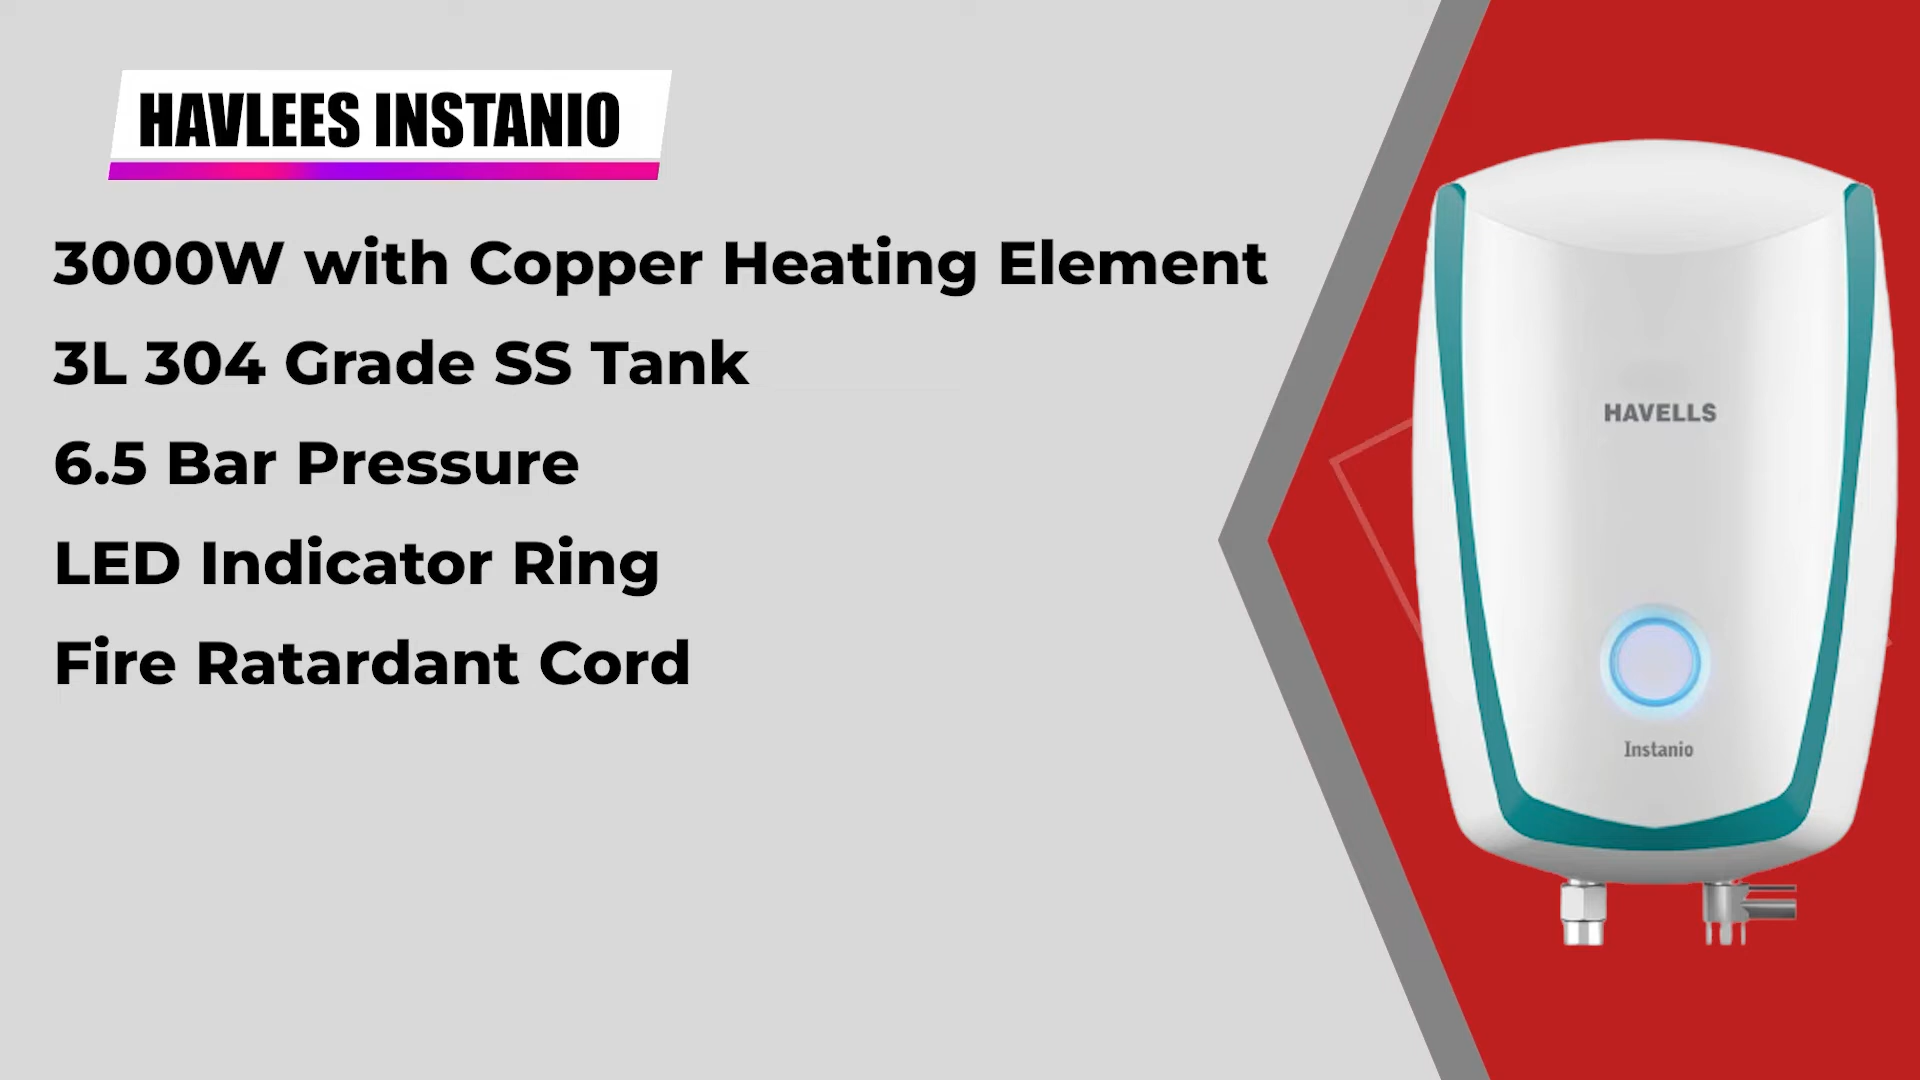 HAVLEES INSTANIO
3000W with Copper Heating Element
3L 304 Grade SS Tank
6.5 Bar Pressure
LED Indicator Ring
Fire Ratardant Cord
HAVELLS
Instanio